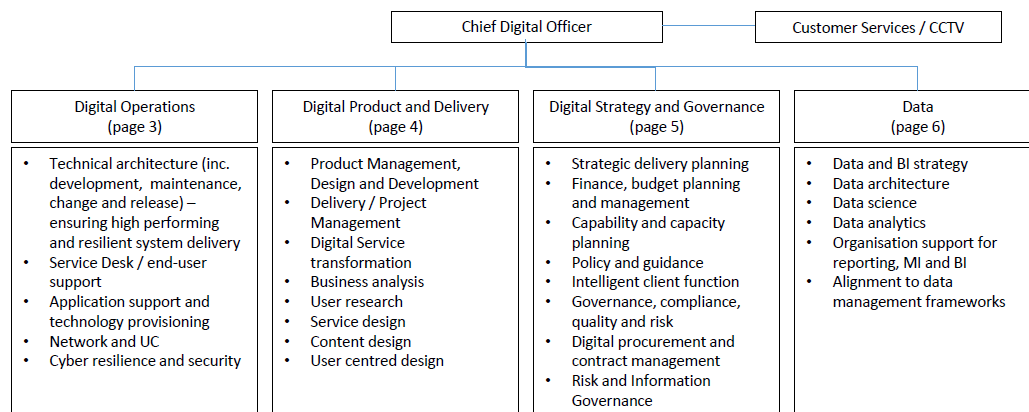 Chief Digital Officer
Customer Services / CCTV
Digital Operations
(page 3)
• Technical architecture (inc.
development, maintenance,
change and release) –
ensuring high performing
and resilient system delivery
• Service Desk / end-user
support
• Application support and
technology provisioning
• Network and UC
• Cyber resilience and security
Digital Product and Delivery
(page 4)
• Product Management,
Design and Development
• Delivery / Project
Management
• Digital Service
transformation
• Business analysis
• User research
• Service design
• Content design
• User centred design
Digital Strategy and Governance
(page 5)
• Strategic delivery planning
• Finance, budget planning
and management
• Capability and capacity
planning
• Policy and guidance
• Intelligent client function
• Governance, compliance,
quality and risk
• Digital procurement and
contract management
• Risk and Information
Governance
Data
(page 6)
• Data and BI strategy
• Data architecture
• Data science
• Data analytics
• Organisation support for
reporting, MI and BI
• Alignment to data
management frameworks